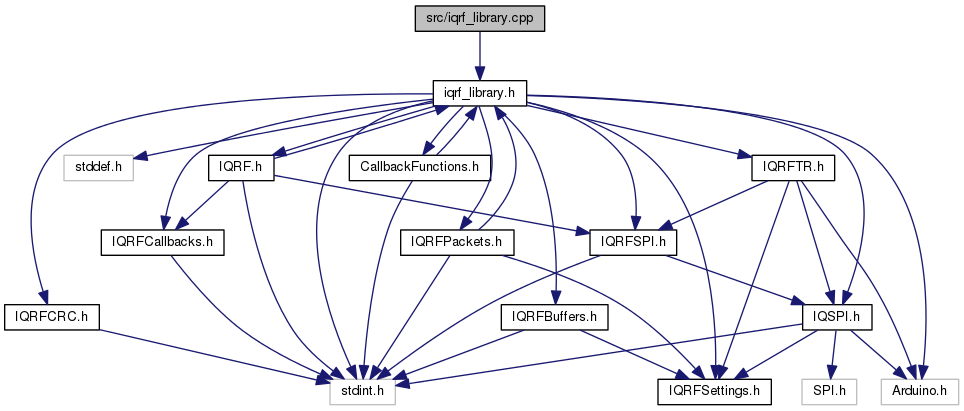 src/iqrf_library.cpp
iqrf_library.h
stddef.h
IQRF.h
CallbackFunctions.h
IQRFTR.h
IQRFCallbacks.h
IQRFPackets.h
IQRFSPI.h
IQRFCRC.h
IQRFBuffers.h
IQSPI.h
stdint.h
IQRFSettings.h
SPI.h
Arduino.h